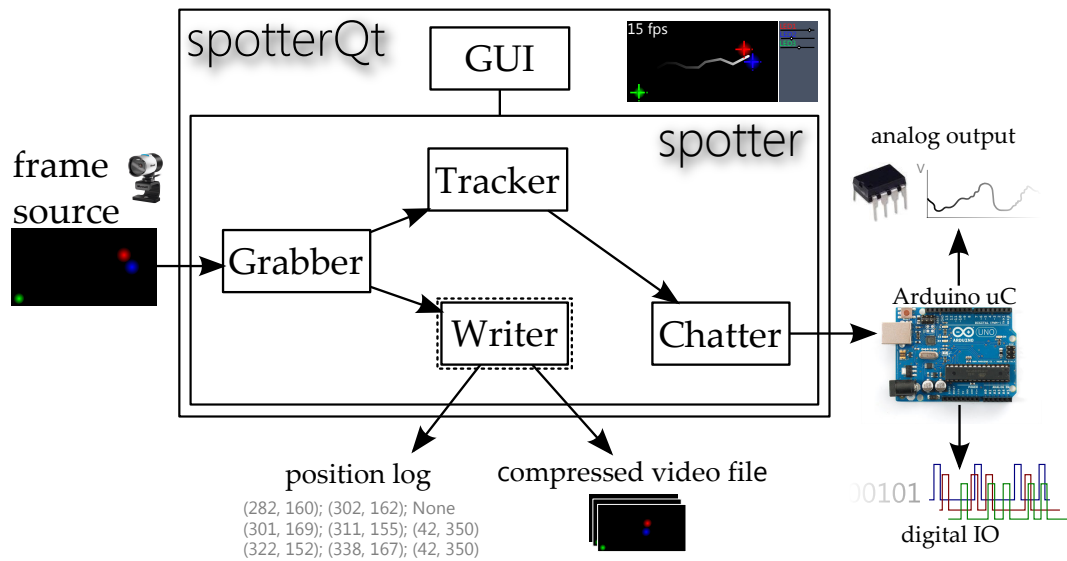 spotterQt
GUI
15 fps
spotter
frame
source
Tracker
Grabber
Writer
Chatter
analog output
V
Arduino uC
UNO
ARDUINO
position log
(282, 160); (302, 162); None
(301, 169); (311, 155); (42, 350)
(322, 152); (338, 167); (42, 350)
compressed video file
00101
digital IO